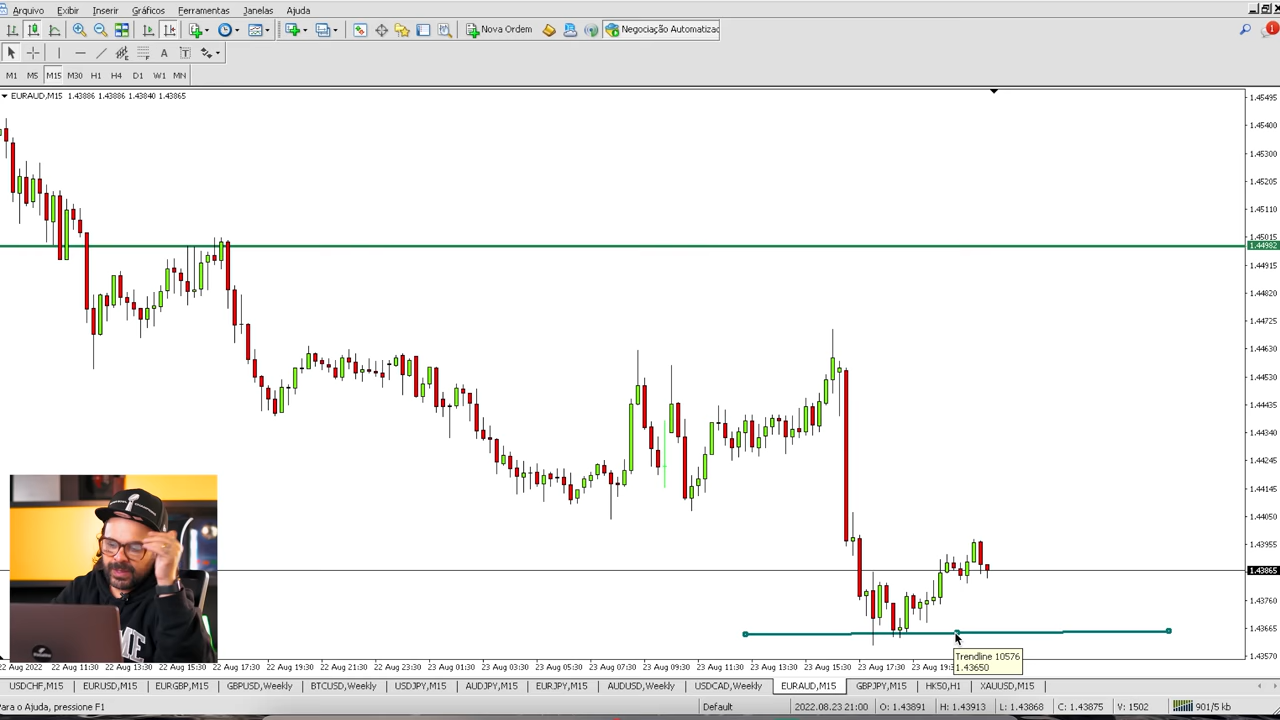 Arquivo Exibir Inserir Gráficos Ferramentas Janelas Ajuda
Nova Ordem
Negociação Automatizac
1
A
T
M1 M5 M15 M30 H1 H4 D1 W1 MN
EURAUD,M15 1.43886 1.43886 1.43840 1.43865
1.45495
1.45400
1.45300
1.45205
1.45110
1.45015
1.44982
1.44915
1.44820
1.44725
1.44630
1.44530
1.44435
1.44340
1.44245
1.44145
1.44050
1.43955
1.43865
1.43760
1.43665
1.43570
Trendline 10576
1.43650
22 Aug 2022 22 Aug 11:30 22 Aug 13:30 22 Aug 15:30 22 Aug 17:30 22 Aug 19:30 22 Aug 21:30 22 Aug 23:30 23 Aug 03:30 23 Aug 05:30 23 Aug 07:30 23 Aug 09:30 23 Aug 11:30 23 Aug 13:30 23 Aug 15:30 23 Aug 17:30 23 Aug 19:3
USDCHF,M15 EURUSD,M15 EURGBP,M15 GBPUSD,Weekly BTCUSD,Weekly USDJPY,M15 AUDJPY,M15 EURJPY,M15 AUDUSD,Weekly USDCAD,Weekly EURAUD,M15 GBPJPY,M15 HK50,H1 XAUUSD,M15
Para o Ajuda, pressione F1
Default
2022.08.23 21:00
O: 1.43891
H: 1.43913
L: 1.43868
C: 1.43875
V: 1502
901/5 kb